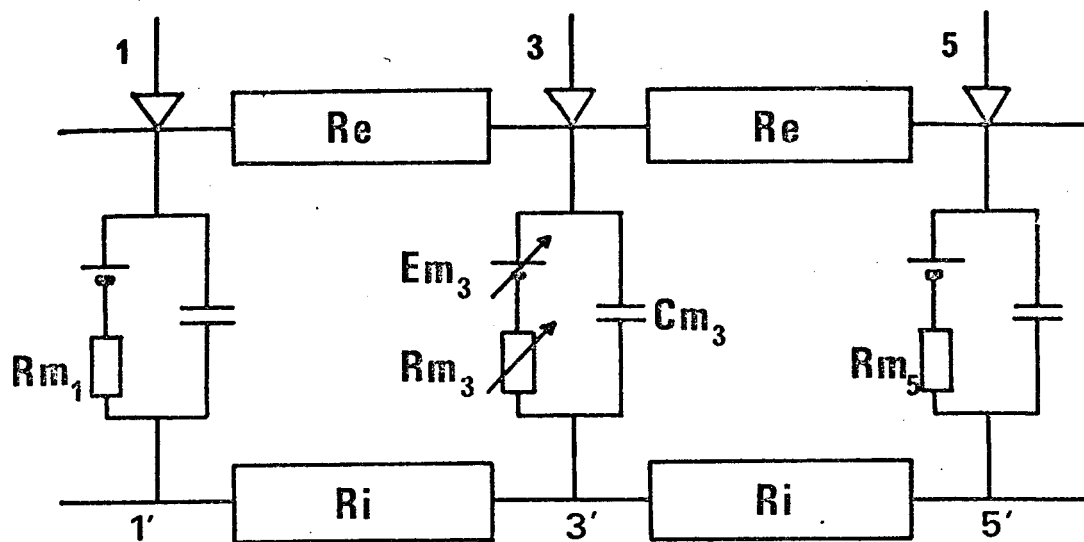 1 3 5
Re Re
Em₃ Cm₃
Rm₁ Rm₃ Rm₅
Ri Ri
1′ 3′ 5′